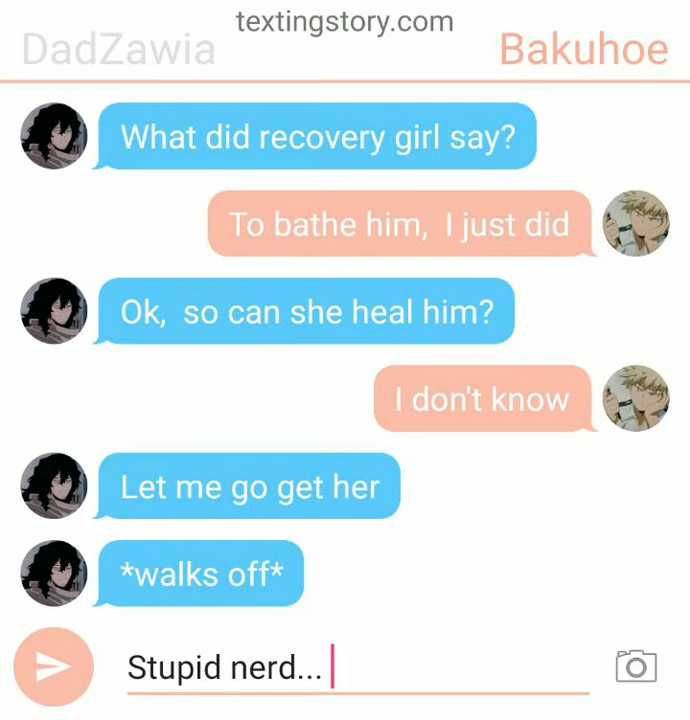 textingstory.com
DadZawia
Bakuhoe
What did recovery girl say?
To bathe him,  I just did
Ok,  so can she heal him?
I don't know
Let me go get her
*walks off*
Stupid nerd...